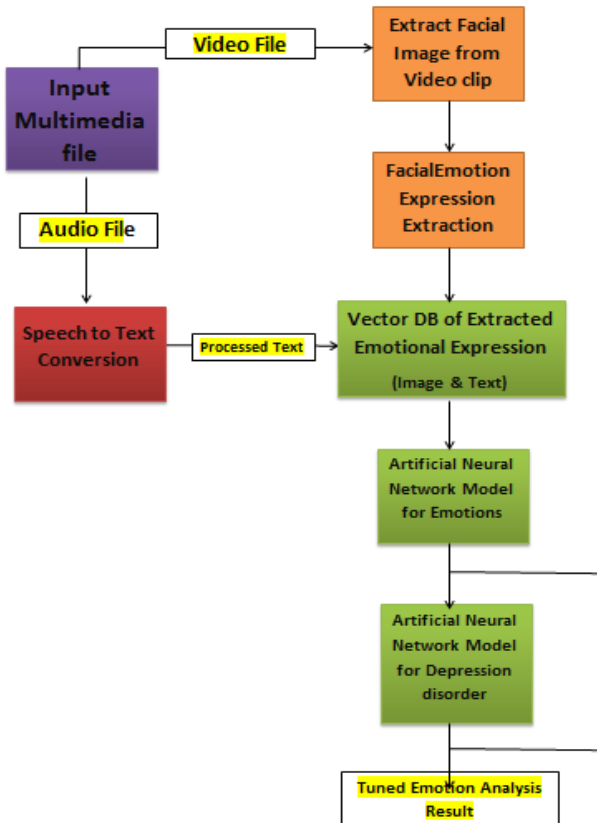 Video File
Extract Facial
Image from
Video clip
Input
Multimedia
file
FacialEmotion
Expression
Extraction
Audio File
Speech to Text
Conversion
Processed Text
Vector DB of Extracted
Emotional Expression
(Image & Text)
Artificial Neural
Network Model
for Emotions
Artificial Neural
Network Model
for Depression
disorder
Tuned Emotion Analysis
Result